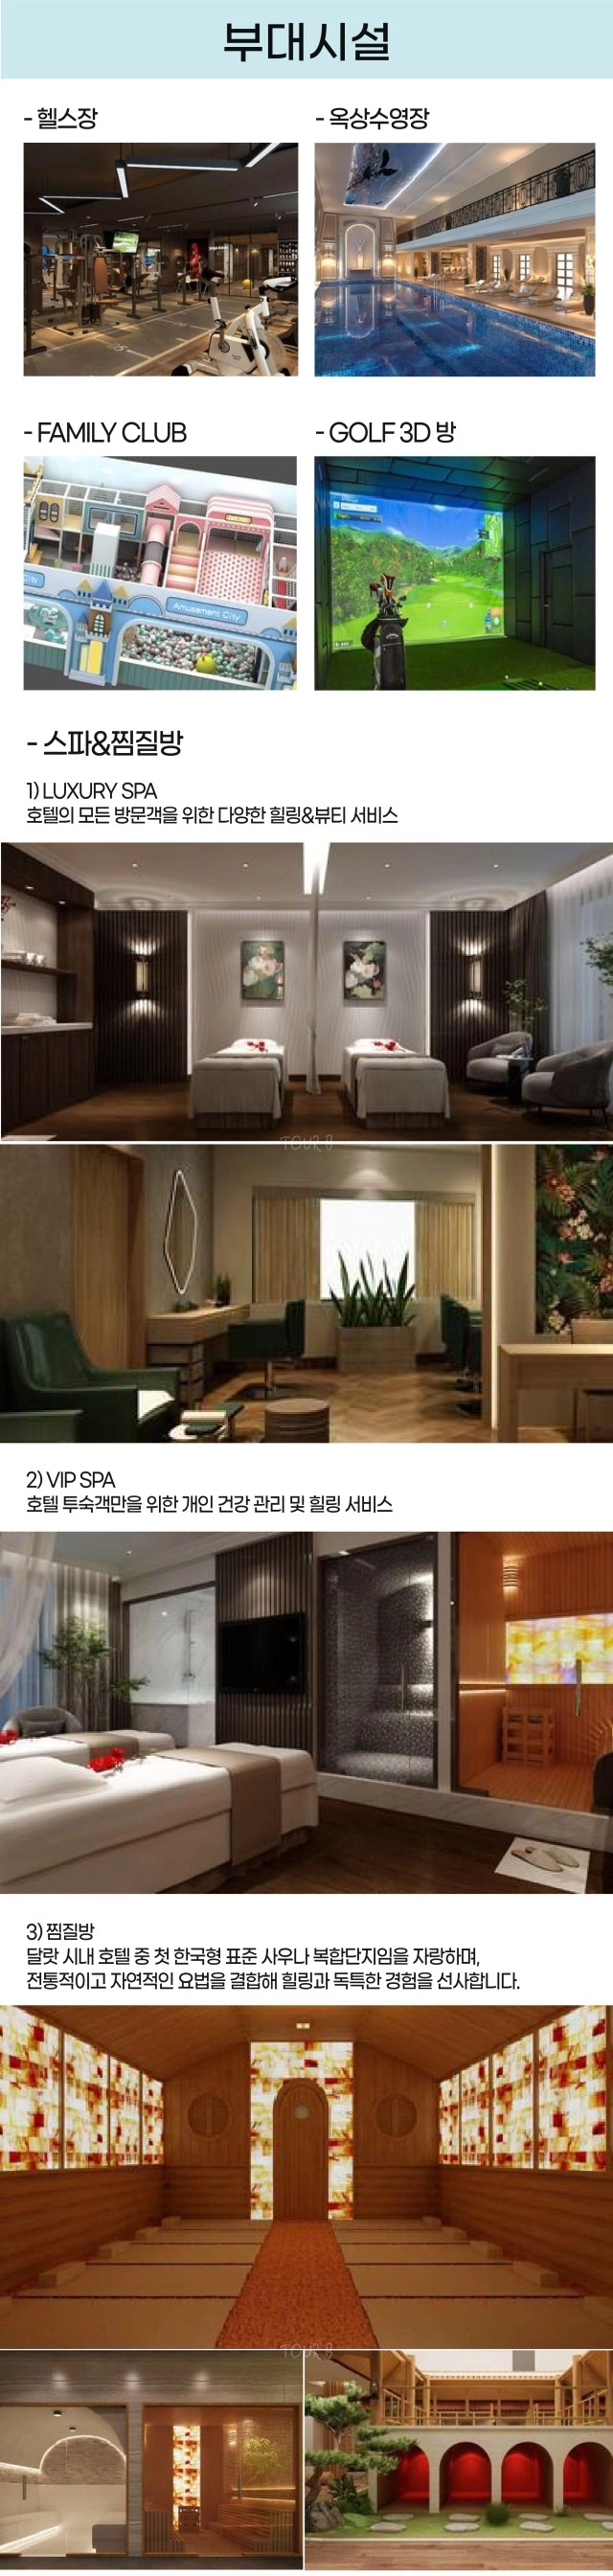 부대시설
- 헬스장
- 옥상수영장
- FAMILY CLUB
- GOLF 3D 방
Amusement City
City
- 스파&찜질방
1) LUXURY SPA
호텔의 모든 방문객을 위한 다양한 힐링&뷰티 서비스
TOUR B
2) VIP SPA
호텔 투숙객만을 위한 개인 건강 관리 및 힐링 서비스
3) 찜질방
달랏 시내 호텔 중 첫 한국형 표준 사우나 복합단지임을 자랑하며,
전통적이고 자연적인 요법을 결합해 힐링과 독특한 경험을 선사합니다.
TOUR B